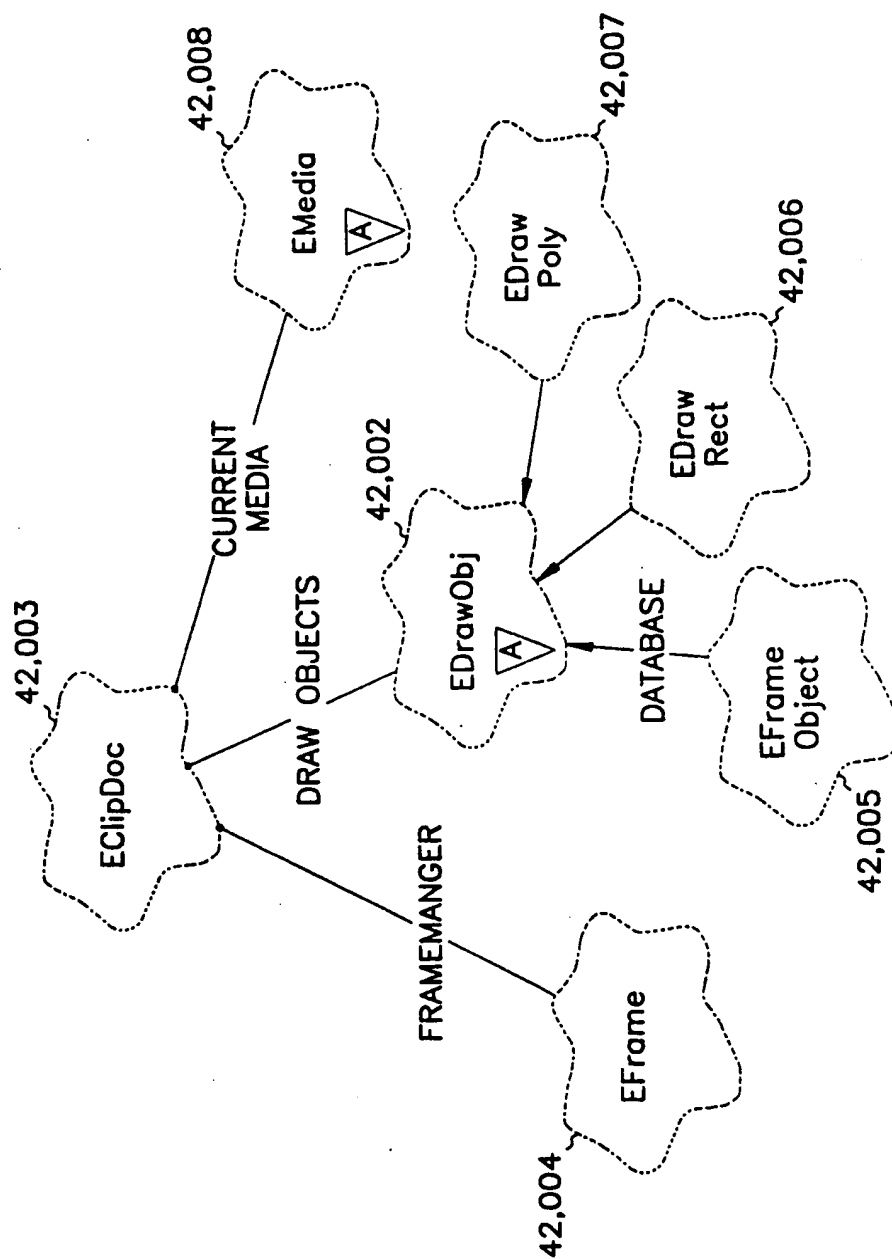 42,003
EClipDoc
42,008
EMedia
A
CURRENT
MEDIA
DRAW OBJECTS
FRAMEMANGER
42,002
EDrawObj
A
42,007
EDraw
Poly
42,006
EDraw
Rect
DATABASE
EFrame
Object
42,005
EFrame
42,004